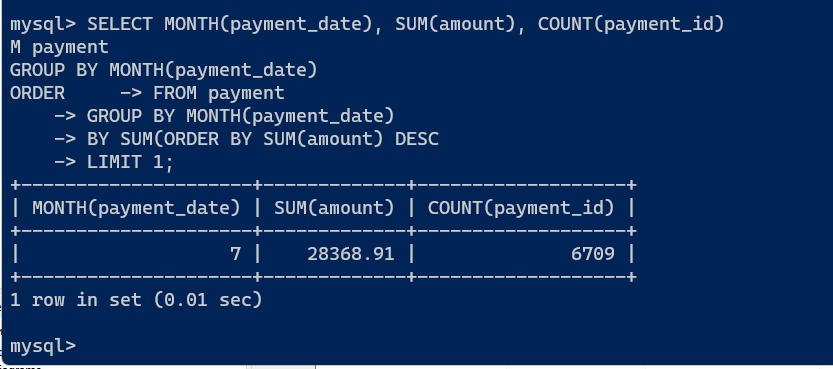 mysql> SELECT MONTH(payment_date), SUM(amount), COUNT(payment_id)
M payment
GROUP BY MONTH(payment_date)
ORDER     -> FROM payment
    -> GROUP BY MONTH(payment_date)
    -> BY SUM(ORDER BY SUM(amount) DESC
    -> LIMIT 1;
+---------------------+-------------+-------------------+
| MONTH(payment_date) | SUM(amount) | COUNT(payment_id) |
+---------------------+-------------+-------------------+
|                   7 |    28368.91 |              6709 |
+---------------------+-------------+-------------------+
1 row in set (0.01 sec)
mysql>